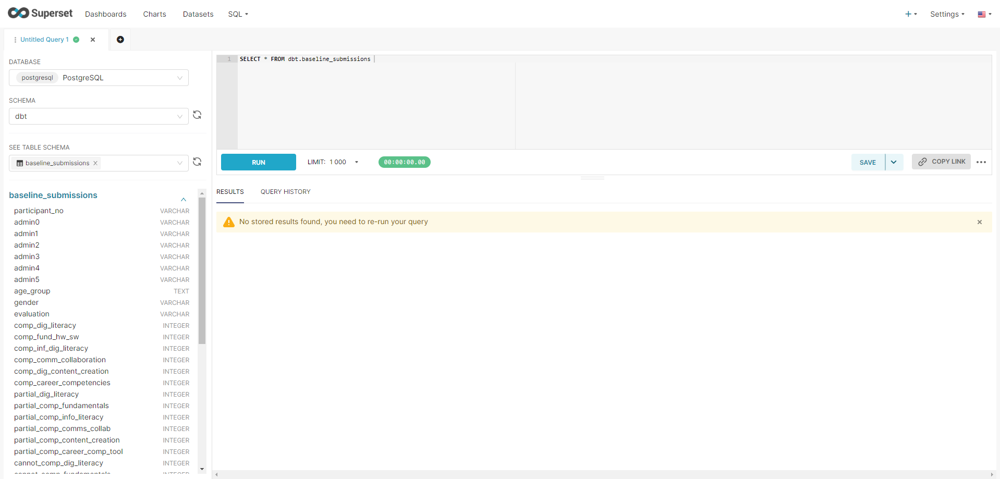 Superset Dashboards Charts Datasets SQL + Settings
Untitled Query 1
DATABASE
postgresql PostgreSQL
SCHEMA
dbt
SEE TABLE SCHEMA
baseline_submissions
baseline_submissions
participant_no VARCHAR
admin0 VARCHAR
admin1 VARCHAR
admin2 VARCHAR
admin3 VARCHAR
admin4 VARCHAR
admin5 VARCHAR
age_group TEXT
gender VARCHAR
evaluation VARCHAR
comp_dig_literacy INTEGER
comp_fund_hw_sw INTEGER
comp_inf_dig_literacy INTEGER
comp_comm_collaboration INTEGER
comp_dig_content_creation INTEGER
comp_career_competencies INTEGER
partial_dig_literacy INTEGER
partial_comp_fundamentals INTEGER
partial_comp_info_literacy INTEGER
partial_comp_comms_collab INTEGER
partial_comp_content_creation INTEGER
partial_comp_career_comp_tool INTEGER
cannot_comp_dig_literacy INTEGER
cannot_comp_fundamentals INTEGER
1 SELECT * FROM dbt.baseline_submissions
RUN LIMIT: 1 000 00:00:00.00 SAVE COPY LINK
RESULTS QUERY HISTORY
No stored results found, you need to re-run your query